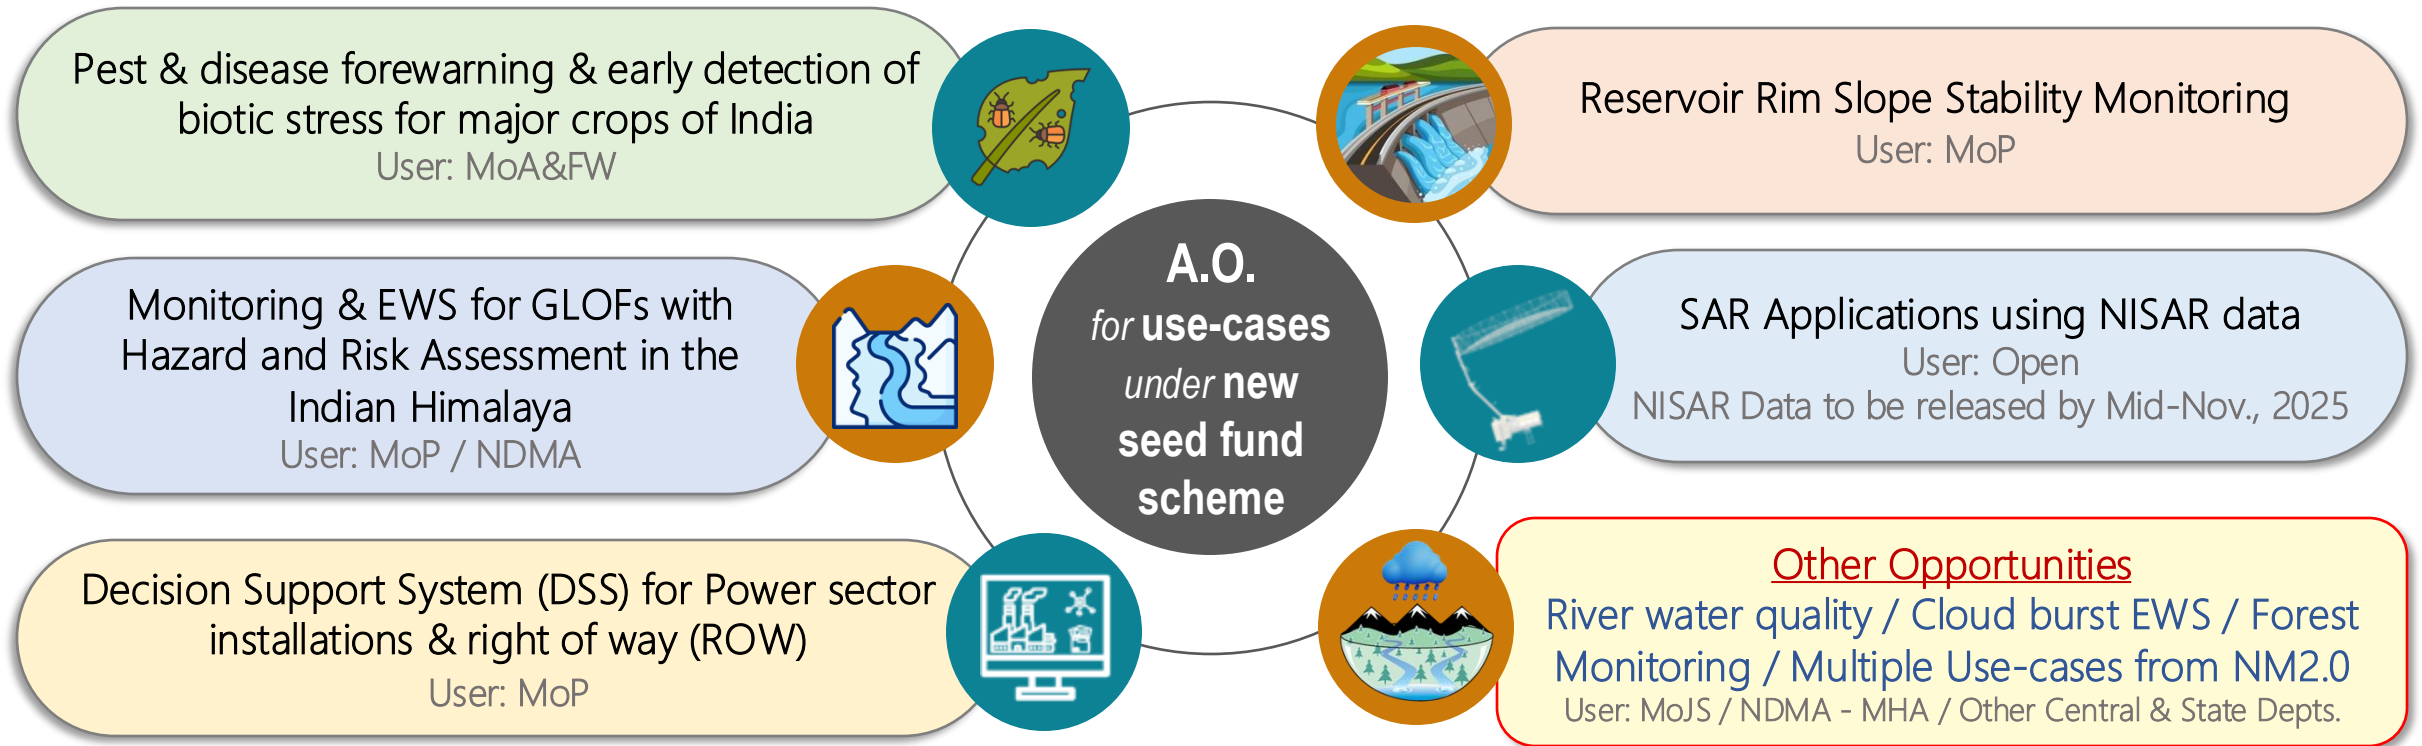 Pest & disease forewarning & early detection of
biotic stress for major crops of India
User: MoA&FW
Monitoring & EWS for GLOFs with
Hazard and Risk Assessment in the
Indian Himalaya
User: MoP / NDMA
Decision Support System (DSS) for Power sector
installations & right of way (ROW)
User: MoP
A.O.
for use-cases
under new
seed fund
scheme
Reservoir Rim Slope Stability Monitoring
User: MoP
SAR Applications using NISAR data
User: Open
NISAR Data to be released by Mid-Nov., 2025
Other Opportunities
River water quality / Cloud burst EWS / Forest
Monitoring / Multiple Use-cases from NM2.0
User: MoJS / NDMA - MHA / Other Central & State Depts.